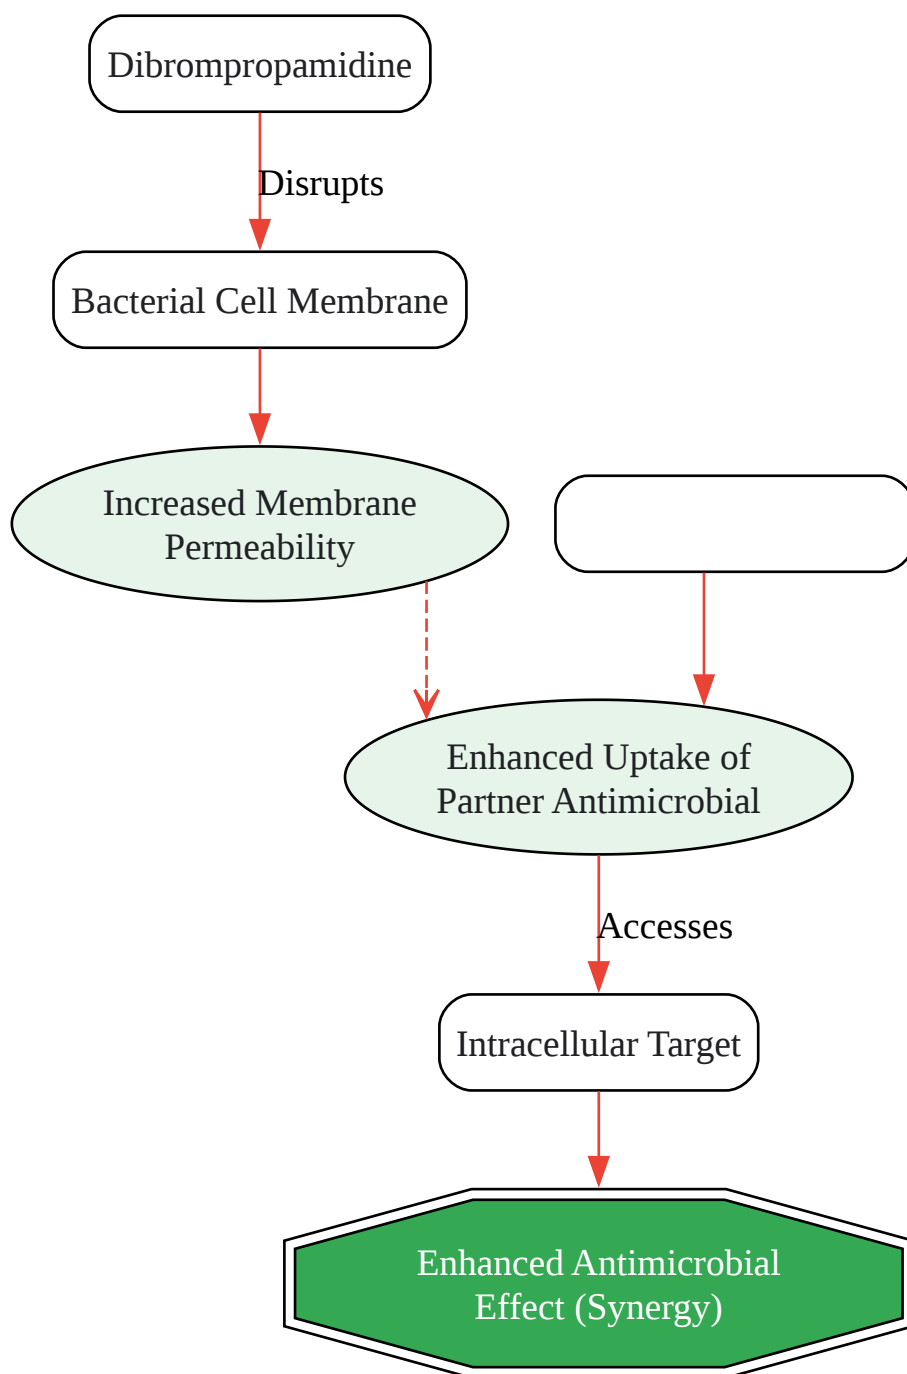 Dibrompropamidine
Disrupts
Bacterial Cell Membrane
Increased Membrane
Permeability
Enhanced Uptake of
Partner Antimicrobial
Accesses
Intracellular Target
Enhanced Antimicrobial
Effect (Synergy)